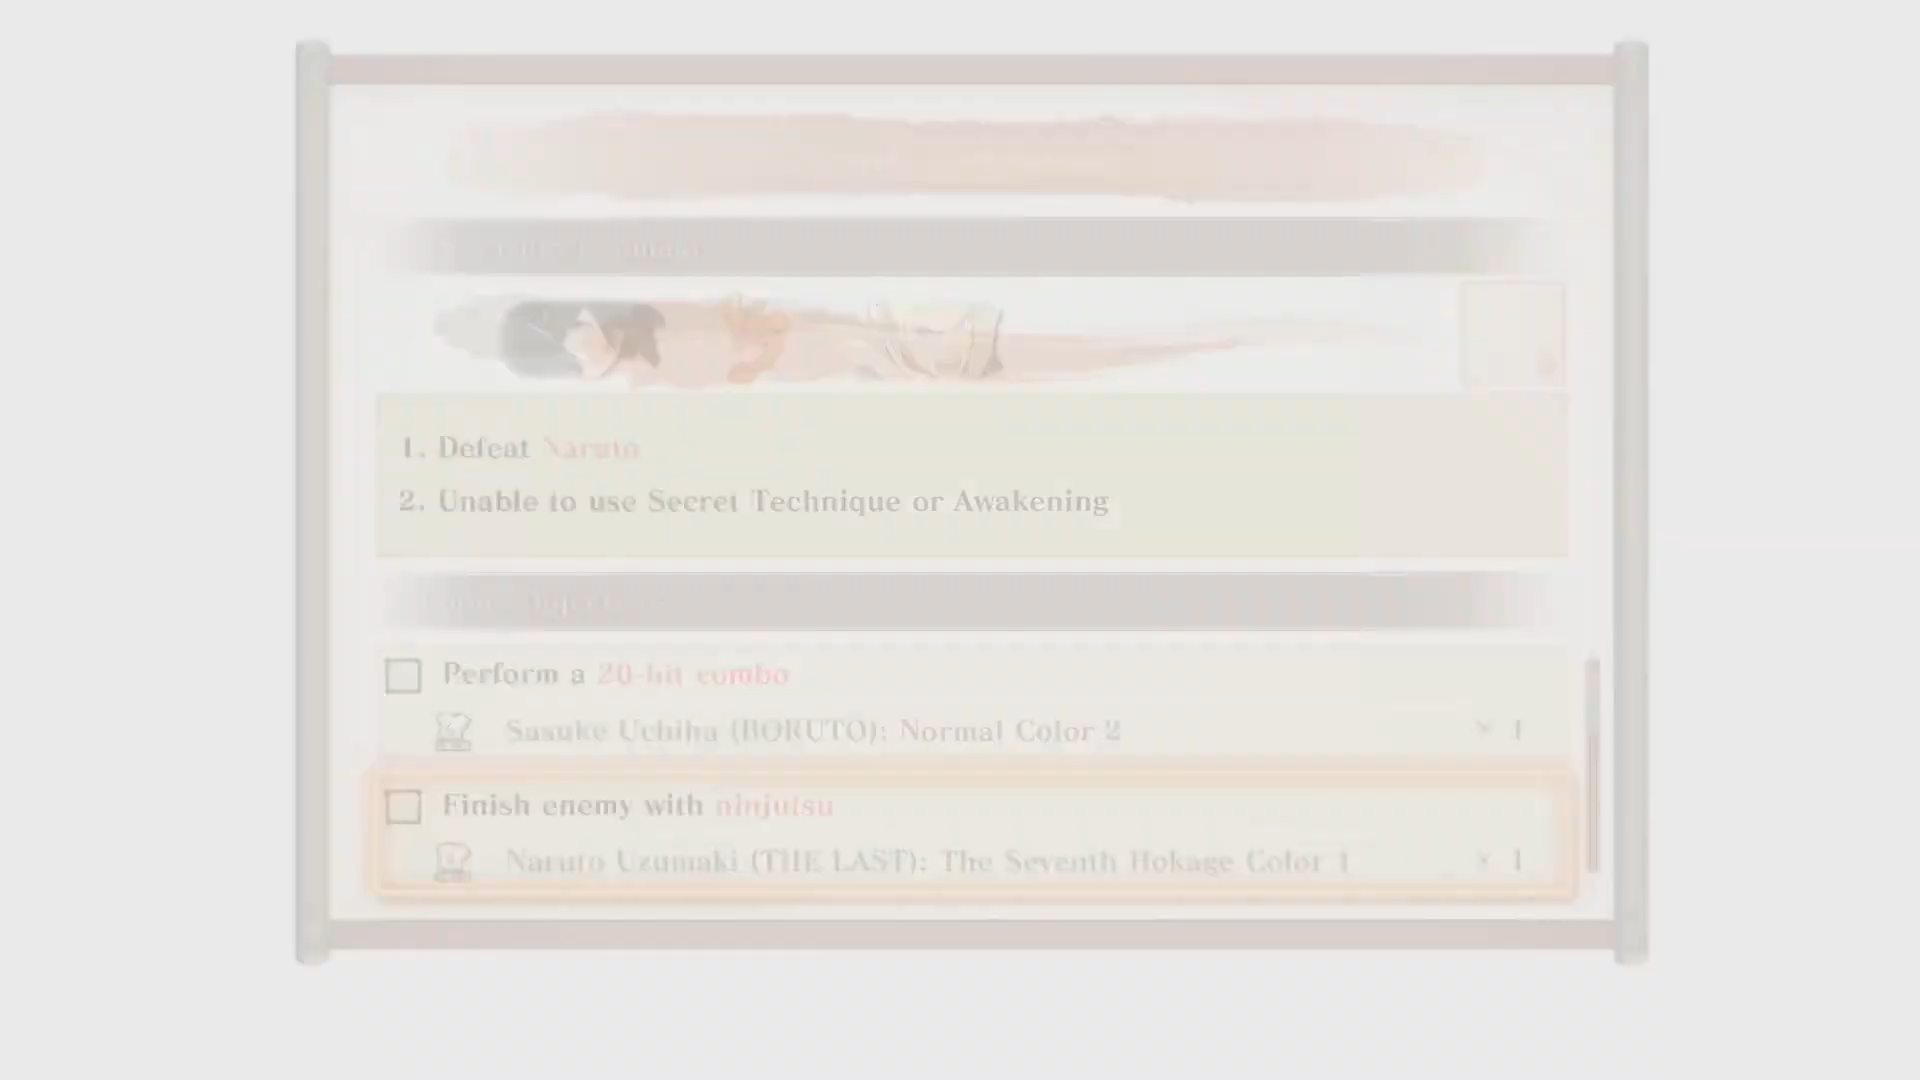 1. Defeat Naruto
2. Unable to use Secret Technique or Awakening
Perform a 20-hit combo
Sasuke Uchiha (BORUTO): Normal Color 2 × 1
Finish enemy with ninjutsu
Naruto Uzumaki (THE LAST): The Seventh Hokage Color 1 × 1